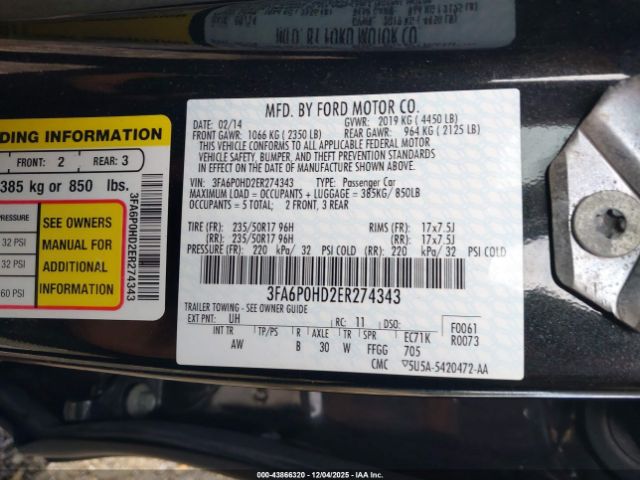 MFD. BY FORD MOTOR CO.
DATE: 02/14 GVWR: 2019 KG ( 4450 LB)
FRONT GAWR: 1066 KG ( 2350 LB) REAR GAWR: 964 KG ( 2125 LB)
THIS VEHICLE CONFORMS TO ALL APPLICABLE FEDERAL MOTOR
VEHICLE SAFETY, BUMPER, AND THEFT PREVENTION STANDARDS IN
EFFECT ON THE DATE OF MANUFACTURE SHOWN ABOVE.
VIN: 3FA6P0HD2ER274343 TYPE: Passenger Car
MAXIMUM LOAD = OCCUPANTS + LUGGAGE = 385KG/ 850LB
OCCUPANTS = 5 TOTAL: 2 FRONT, 3 REAR
TIRE (FR): 235/50R17 96H RIMS (FR): 17x7.5J
(RR): 235/50R17 96H (RR): 17x7.5J
PRESSURE (FR): 220 kPa/ 32 PSI COLD (RR): 220 kPa/ 32 PSI COLD
3FA6P0HD2ER274343
TRAILER TOWING - SEE OWNER GUIDE
EXT PNT: UH RC: 11 DSO: F0061
R0073
INT TR TP/PS R AXLE TR SPR EC71K
AW B 30 W FFGG 705
CMC 5U5A-5420472-AA
DING INFORMATION
FRONT: 2 REAR: 3
385 kg or 850 lbs.
PRESSURE
32 PSI
32 PSI
60 PSI
SEE OWNERS
MANUAL FOR
ADDITIONAL
INFORMATION
3FA6P0HD2ER274343
000-43866320 - 12/04/2025 - IAA.CA